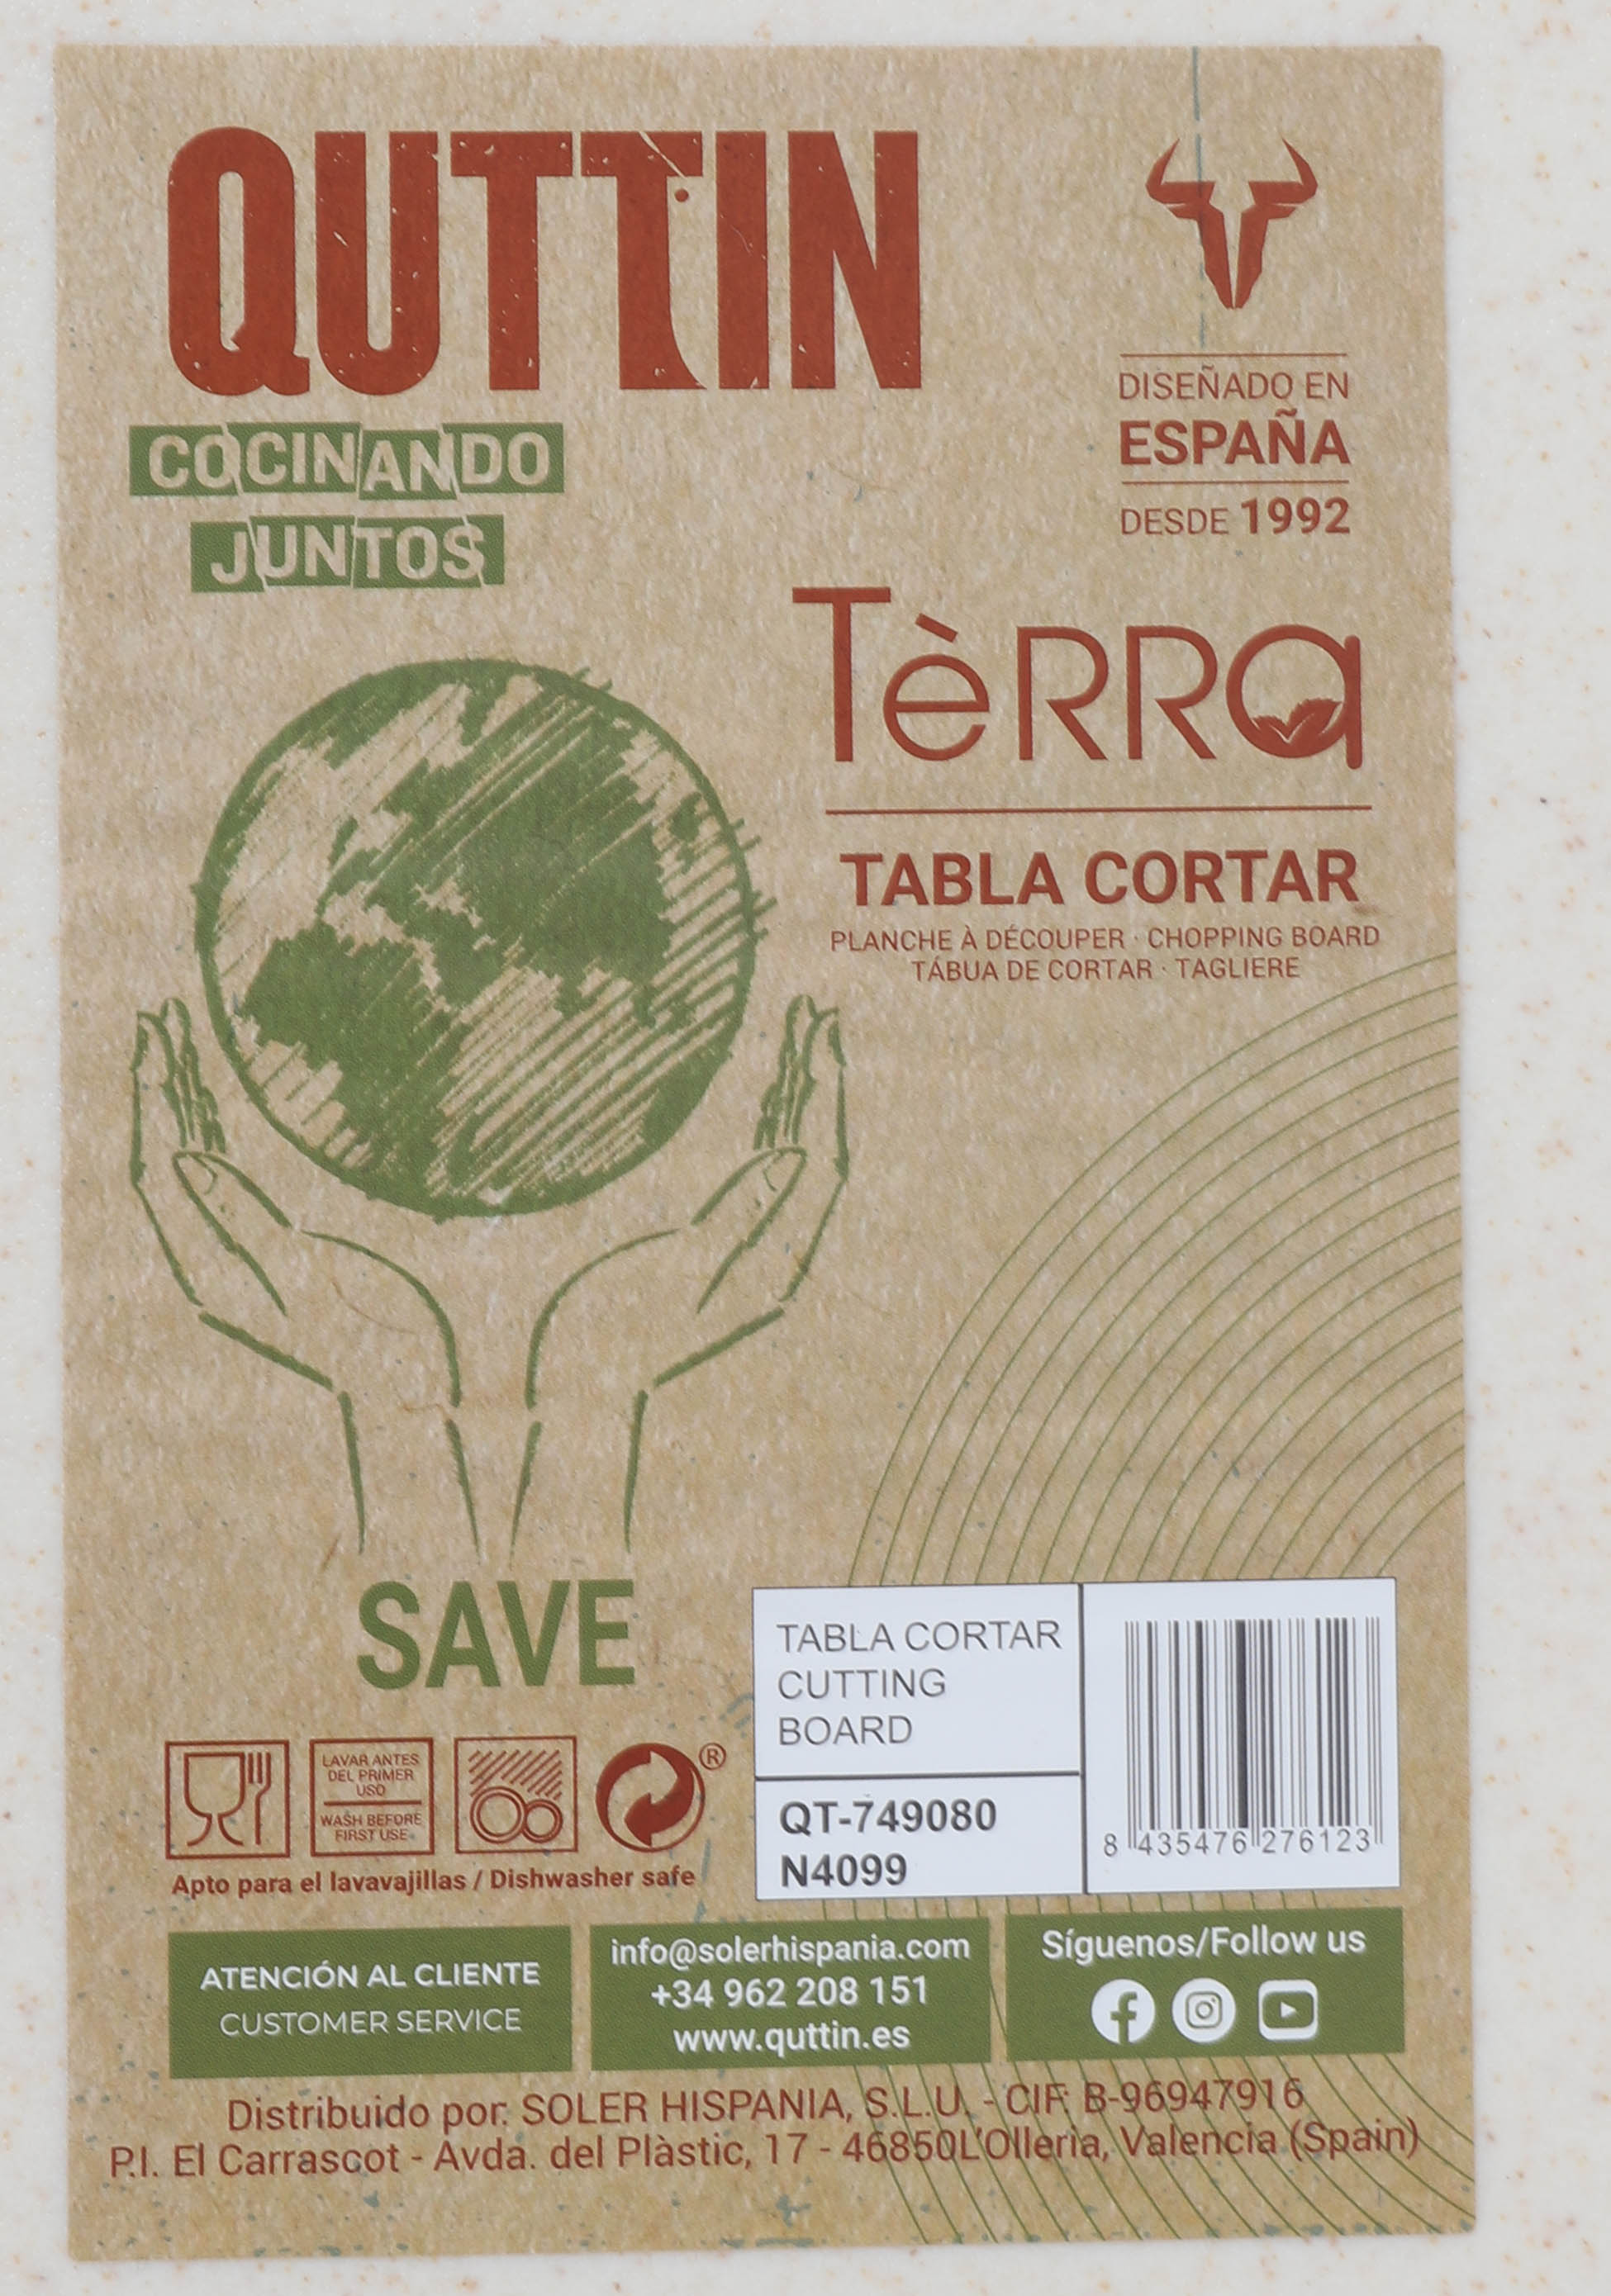 QUTTIN
COCINANDO
JUNTOS
DISEÑADO EN
ESPAÑA
DESDE 1992
TèRRa
TABLA CORTAR
PLANCHE À DÉCOUPER · CHOPPING BOARD
TÁBUA DE CORTAR · TAGLIERE
SAVE
TABLA CORTAR
CUTTING
BOARD
QT-749080
N4099
8 435476 276123
LAVAR ANTES
DEL PRIMER
USO
WASH BEFORE
FIRST USE
®
Apto para el lavavajillas / Dishwasher safe
ATENCIÓN AL CLIENTE
CUSTOMER SERVICE
info@solerhispania.com
+34 962 208 151
www.quttin.es
Síguenos/Follow us
Distribuido por: SOLER HISPANIA, S.L.U. - CIF: B-96947916
P.I. El Carrascot - Avda. del Plàstic, 17 - 46850L'Olleria, Valencia (Spain)